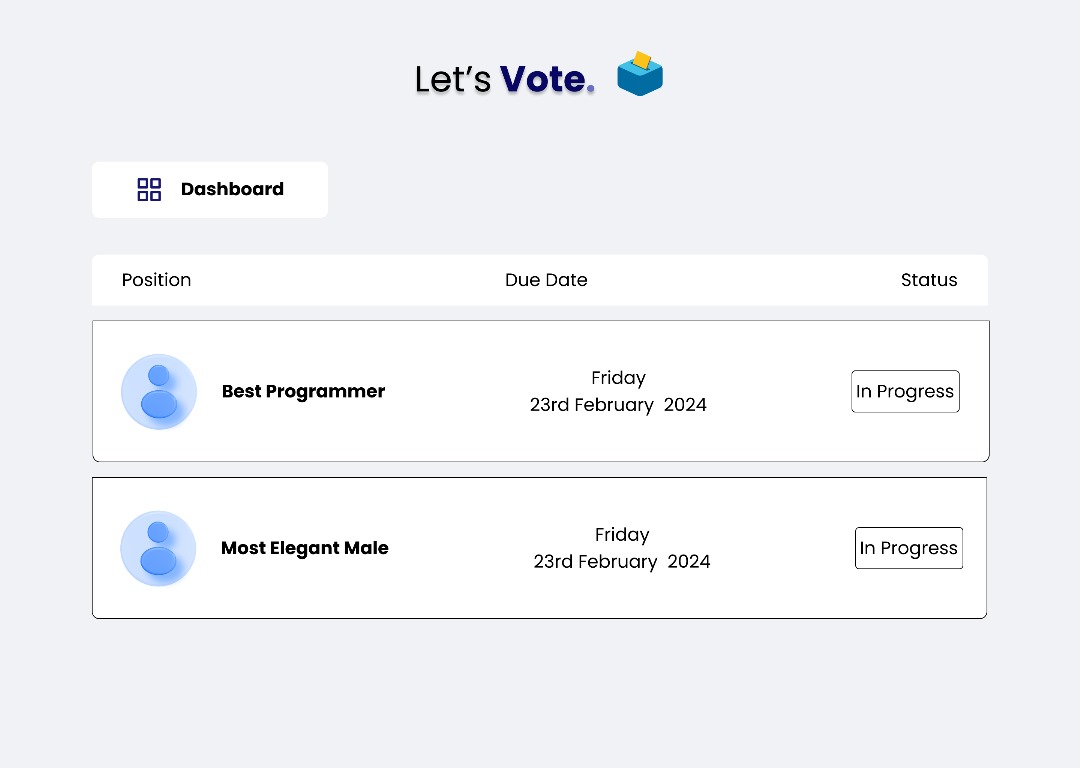 Let's Vote.
Dashboard
Position Due Date Status
Best Programmer
Friday
23rd February 2024
In Progress
Most Elegant Male
Friday
23rd February 2024
In Progress